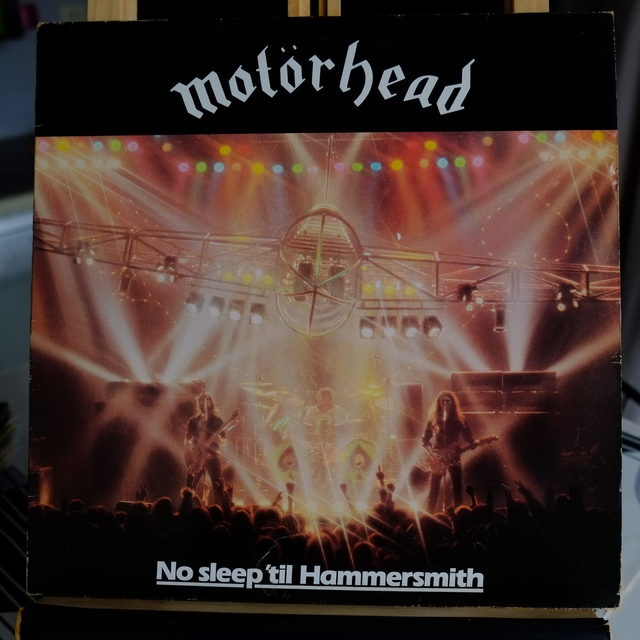 motörhead
No sleep 'til Hammersmith